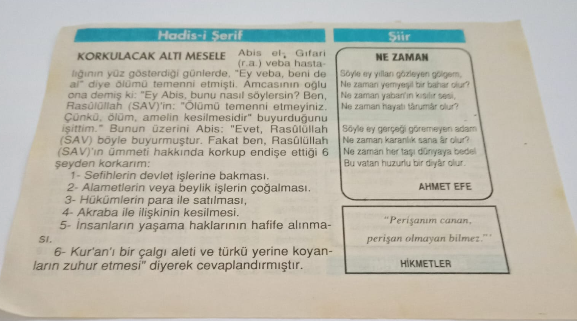 Hadis-i Şerif
KORKULACAK ALTI MESELE Abis el- Gıfari
(r.a.) veba hasta-
lığının yüz gösterdiği günlerde, "Ey veba, beni de
al" diye ölümü temenni etmişti. Amcasının oğlu
ona demiş ki: "Ey Abis, bunu nasıl söylersin? Ben,
Rasûlüllah (SAV)'in: "Ölümü temenni etmeyiniz.
Çünkü, ölüm, amelin kesilmesidir" buyurduğunu
işittim." Bunun üzerini Abis: "Evet, Rasûlüllah
(SAV) böyle buyurmuştur. Fakat ben, Rasûlüllah
(SAV)'ın ümmeti hakkında korkup endişe ettiği 6
şeyden korkarım:
1- Sefihlerin devlet işlerine bakması.
2- Alametlerin veya beylik işlerin çoğalması.
3- Hükümlerin para ile satılması,
4- Akraba ile ilişkinin kesilmesi.
5- İnsanların yaşama haklarının hafife alınma-
sı.
6- Kur'an'ı bir çalgı aleti ve türkü yerine koyan-
ların zuhur etmesi" diyerek cevaplandırmıştır.
Şiir
NE ZAMAN
Söyle ey yılları gözleyen gölgem,
Ne zaman yemyeşil bir bahar olur?
Ne zaman yaban'ın kısılır sesi,
Ne zaman hayatı târumâr olur?
Söyle ey gerçeği göremeyen adam
Ne zaman karanlık sana âr olur?
Ne zaman her taşı dünyaya bedel
Bu vatan huzurlu bir diyâr olur.
AHMET EFE
"Perişanım canan,
perişan olmayan bilmez."
HİKMETLER